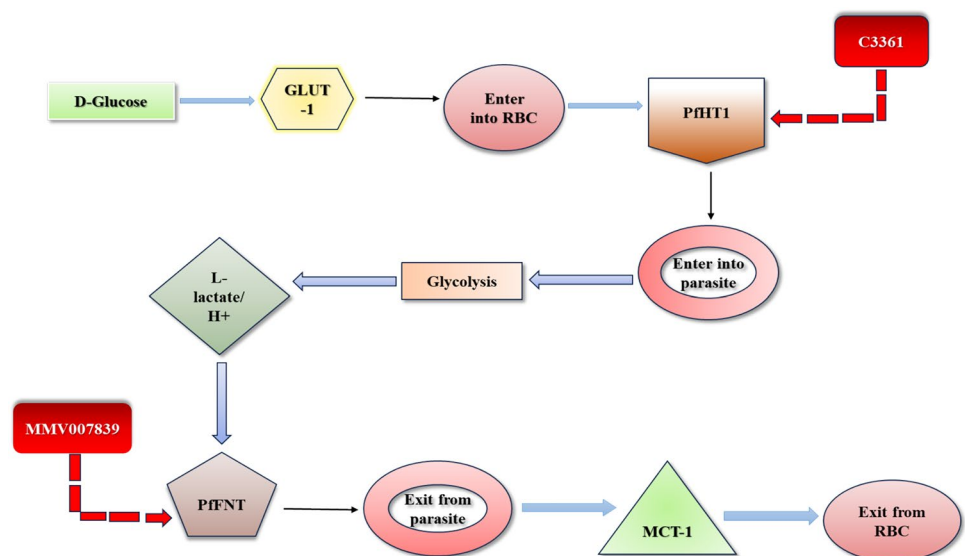 C3361
D-Glucose
GLUT
-1
Enter
into RBC
PfHT1
Enter into
parasite
Glycolysis
L-
lactate/
H+
MMV007839
PfFNT
Exit from
parasite
MCT-1
Exit from
RBC